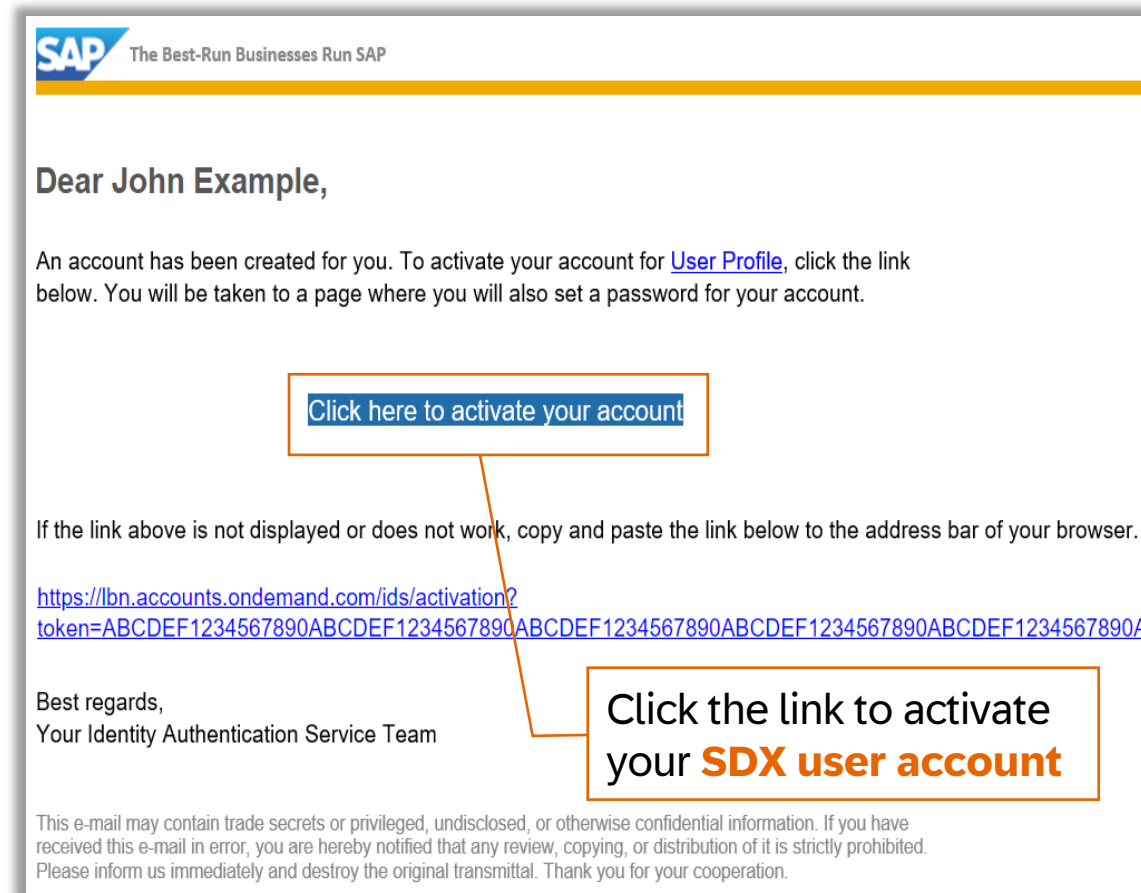 SAP The Best-Run Businesses Run SAP
Dear John Example,
An account has been created for you. To activate your account for User Profile, click the link
below. You will be taken to a page where you will also set a password for your account.
Click here to activate your account
If the link above is not displayed or does not work, copy and paste the link below to the address bar of your browser.
https://lbn.accounts.ondemand.com/ids/activation?
token=ABCDEF1234567890ABCDEF1234567890ABCDEF1234567890ABCDEF1234567890ABCDEF1234567890A
Best regards,
Your Identity Authentication Service Team
Click the link to activate
your SDX user account
This e-mail may contain trade secrets or privileged, undisclosed, or otherwise confidential information. If you have
received this e-mail in error, you are hereby notified that any review, copying, or distribution of it is strictly prohibited.
Please inform us immediately and destroy the original transmittal. Thank you for your cooperation.